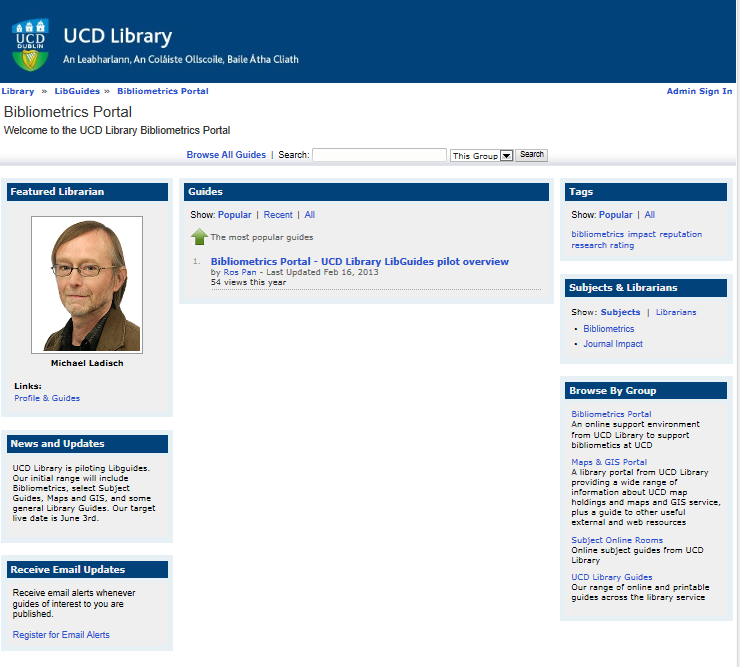 UCD
DUBLIN
UCD Library
An Leabharlann, An Coláiste Ollscoile, Baile Átha Cliath
Library » LibGuides » Bibliometrics Portal
Admin Sign In
Bibliometrics Portal
Welcome to the UCD Library Bibliometrics Portal
Browse All Guides | Search: This Group Search
Featured Librarian
Michael Ladisch
Links:
Profile & Guides
News and Updates
UCD Library is piloting Libguides.
Our initial range will include
Bibliometrics, select Subject
Guides, Maps and GIS, and some
general Library Guides. Our target
live date is June 3rd.
Receive Email Updates
Receive email alerts whenever
guides of interest to you are
published.
Register for Email Alerts
Guides
Show: Popular | Recent | All
The most popular guides
1. Bibliometrics Portal - UCD Library LibGuides pilot overview
by Ros Pan - Last Updated Feb 16, 2013
54 views this year
Tags
Show: Popular | All
bibliometrics impact reputation
research rating
Subjects & Librarians
Show: Subjects | Librarians
• Bibliometrics
• Journal Impact
Browse By Group
Bibliometrics Portal
An online support environment
from UCD Library to support
bibliometics at UCD
Maps & GIS Portal
A library portal from UCD Library
providing a wide range of
information about UCD map
holdings and maps and GIS service,
plus a guide to other useful
external and web resources
Subject Online Rooms
Online subject guides from UCD
Library
UCD Library Guides
Our range of online and printable
guides across the library service